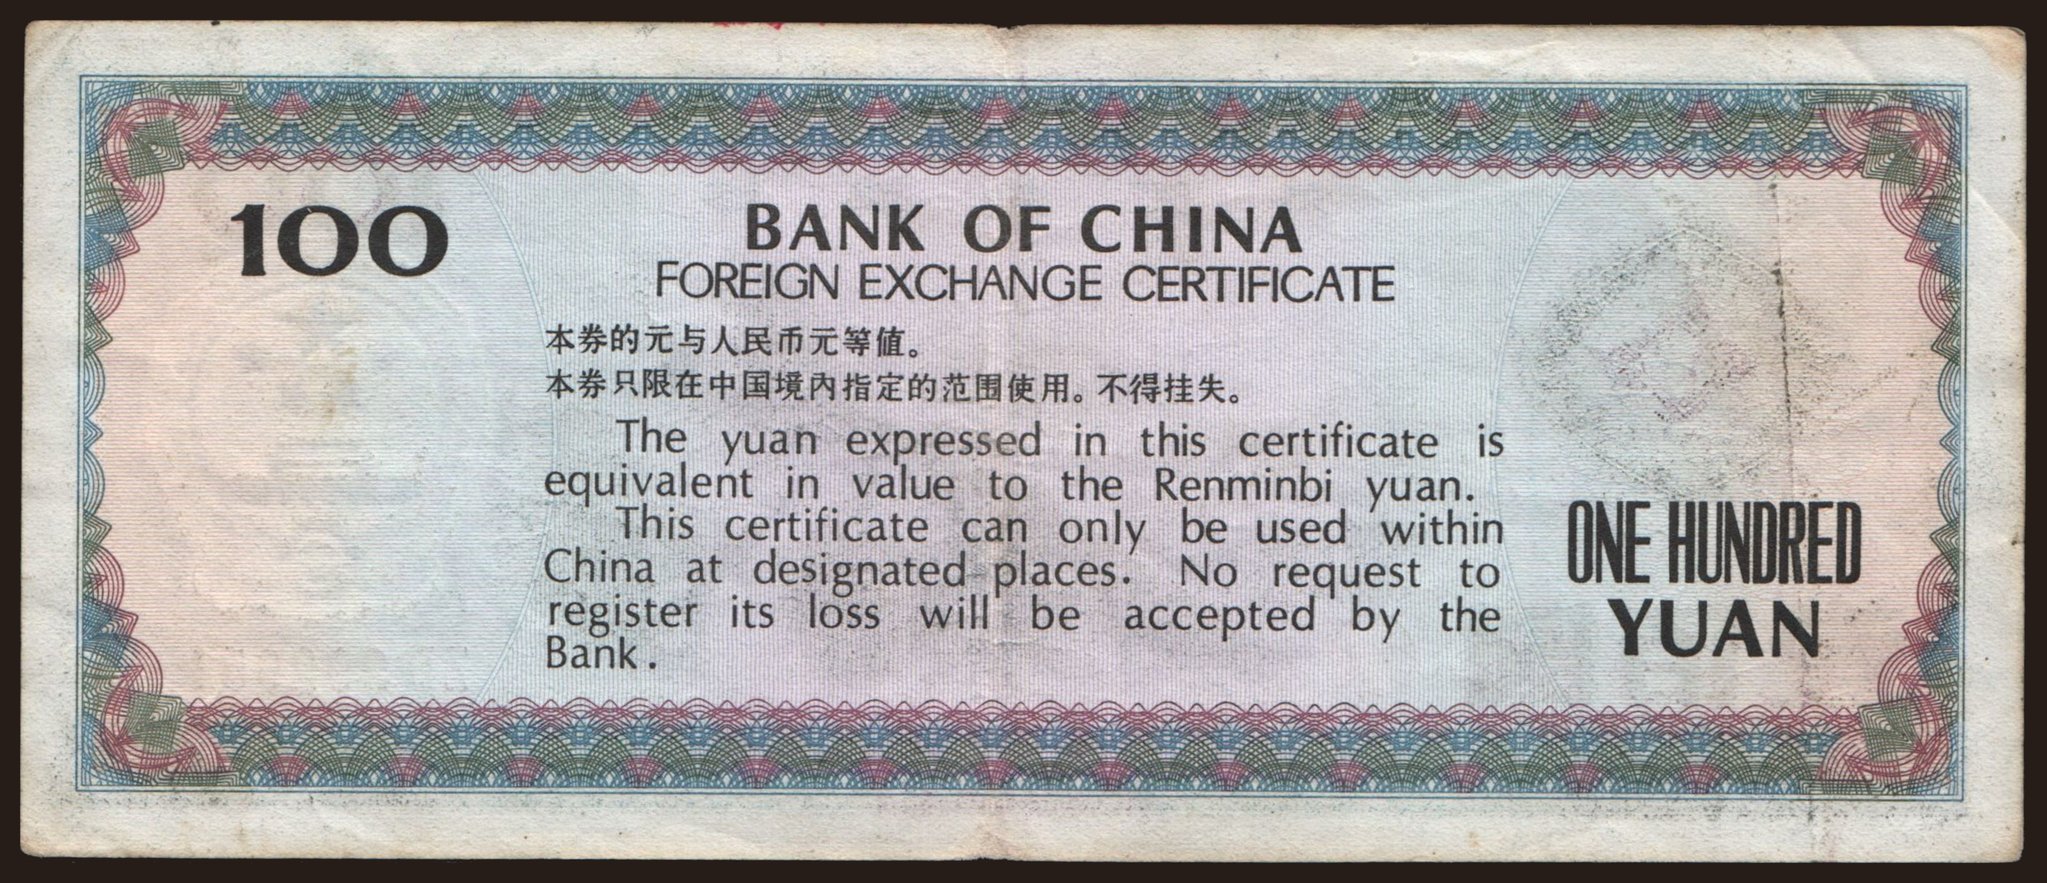 100
BANK OF CHINA
FOREIGN EXCHANGE CERTIFICATE
本券的元与人民币元等值。
本券只限在中国境内指定的范围使用。不得挂失。
The yuan expressed in this certificate is
equivalent in value to the Renminbi yuan.
This certificate can only be used within
China at designated places. No request to
register its loss will be accepted by the
Bank.
ONE HUNDRED
YUAN